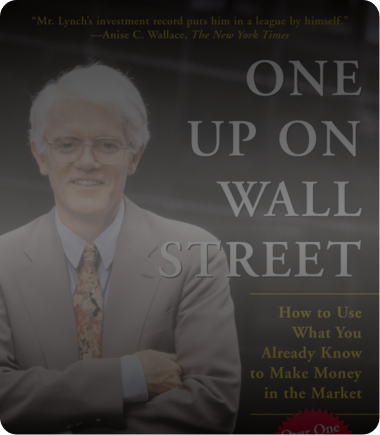 "Mr. Lynch's investment record puts him in a league by himself."
—Anise C. Wallace, The New York Times
ONE
UP ON
WALL
STREET
How to Use
What You
Already Know
to Make Money
in the Market
Over One